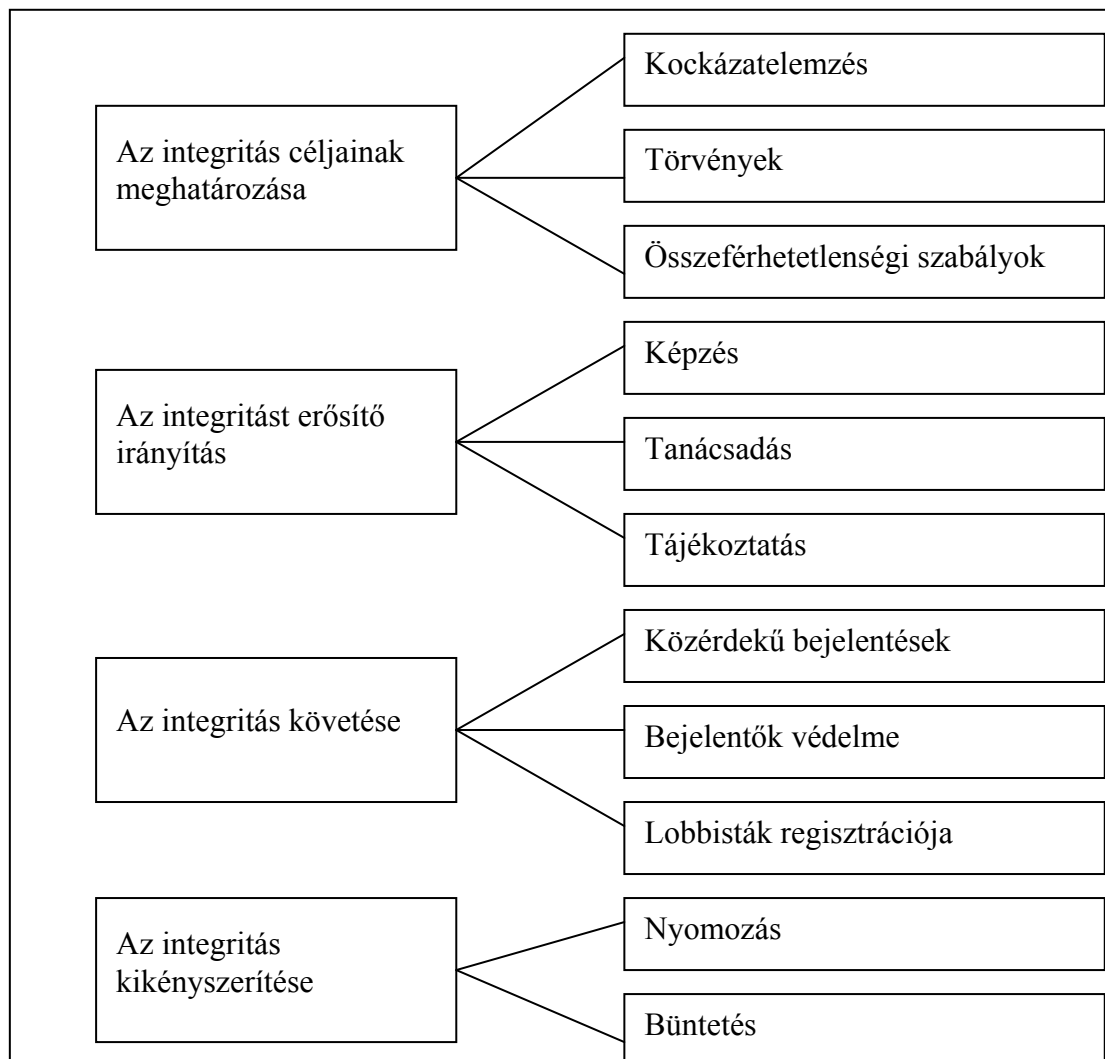 Az integritás céljainak
meghatározása
Kockázatelemzés
Törvények
Összeférhetetlenségi szabályok
Az integritást erősítő
irányítás
Képzés
Tanácsadás
Tájékoztatás
Az integritás követése
Közérdekű bejelentések
Bejelentők védelme
Lobbisták regisztrációja
Az integritás
kikényszerítése
Nyomozás
Büntetés